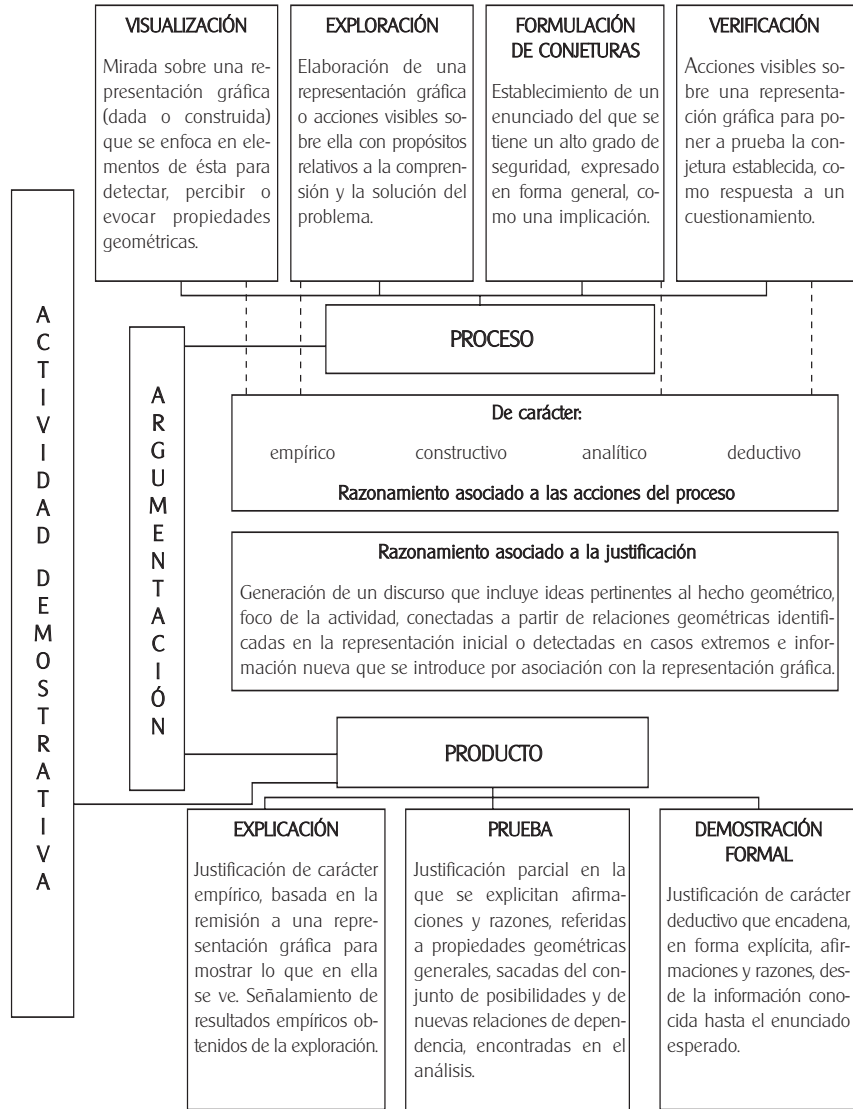 VISUALIZACIÓN
Mirada sobre una re-
presentación gráfica
(dada o construida)
que se enfoca en ele-
mentos de ésta para
detectar, percibir o
evocar propiedades
geométricas.
EXPLORACIÓN
Elaboración de una
representación gráfica
o acciones visibles so-
bre ella con propósitos
relativos a la compren-
sión y la solución del
problema.
FORMULACIÓN
DE CONJETURAS
Establecimiento de un
enunciado del que se
tiene un alto grado de
seguridad, expresado
en forma general, co-
mo una implicación.
VERIFICACIÓN
Acciones visibles so-
bre una representa-
ción gráfica para po-
ner a prueba la con-
jetura establecida, co-
mo respuesta a un
cuestionamiento.
ACTIVIDAD DEMOSTRATIVA
ARGUMENTACIÓN
PROCESO
De carácter:
empírico constructivo analítico deductivo
Razonamiento asociado a las acciones del proceso
Razonamiento asociado a la justificación
Generación de un discurso que incluye ideas pertinentes al hecho geométrico,
foco de la actividad, conectadas a partir de relaciones geométricas identifi-
cadas en la representación inicial o detectadas en casos extremos e infor-
mación nueva que se introduce por asociación con la representación gráfica.
PRODUCTO
EXPLICACIÓN
Justificación de carácter
empírico, basada en la
remisión a una repre-
sentación gráfica para
mostrar lo que en ella
se ve. Señalamiento de
resultados empíricos ob-
tenidos de la exploración.
PRUEBA
Justificación parcial en la
que se explicitan afirma-
ciones y razones, referidas
a propiedades geométricas
generales, sacadas del con-
junto de posibilidades y de
nuevas relaciones de depen-
dencia, encontradas en el
análisis.
DEMOSTRACIÓN
FORMAL
Justificación de carácter
deductivo que encadena,
en forma explícita, afir-
maciones y razones, des-
de la información cono-
cida hasta el enunciado
esperado.